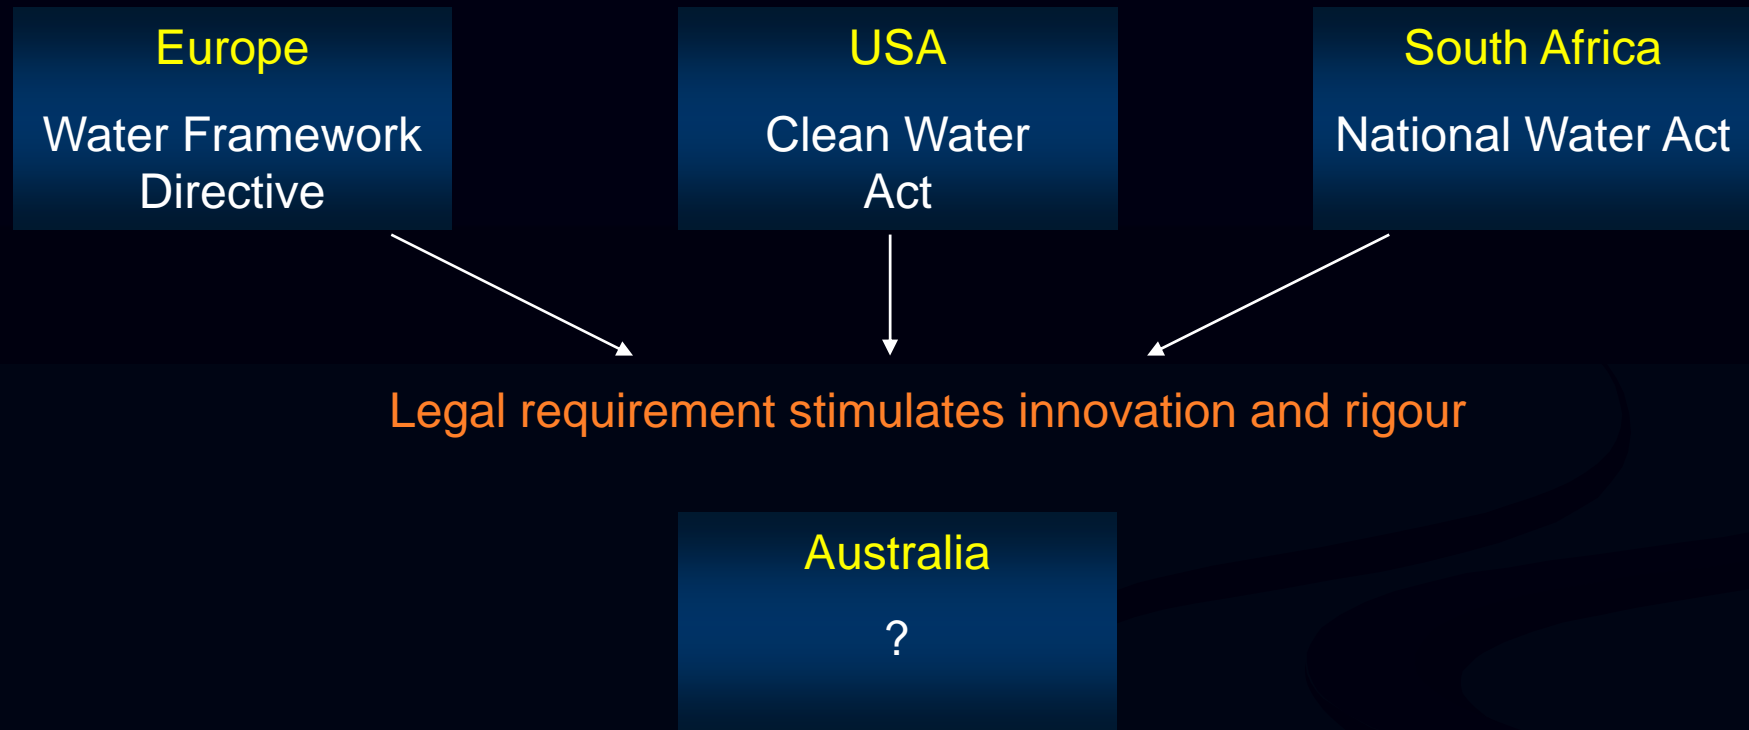 Europe
Water Framework
Directive
USA
Clean Water
Act
South Africa
National Water Act
Legal requirement stimulates innovation and rigour
Australia
?